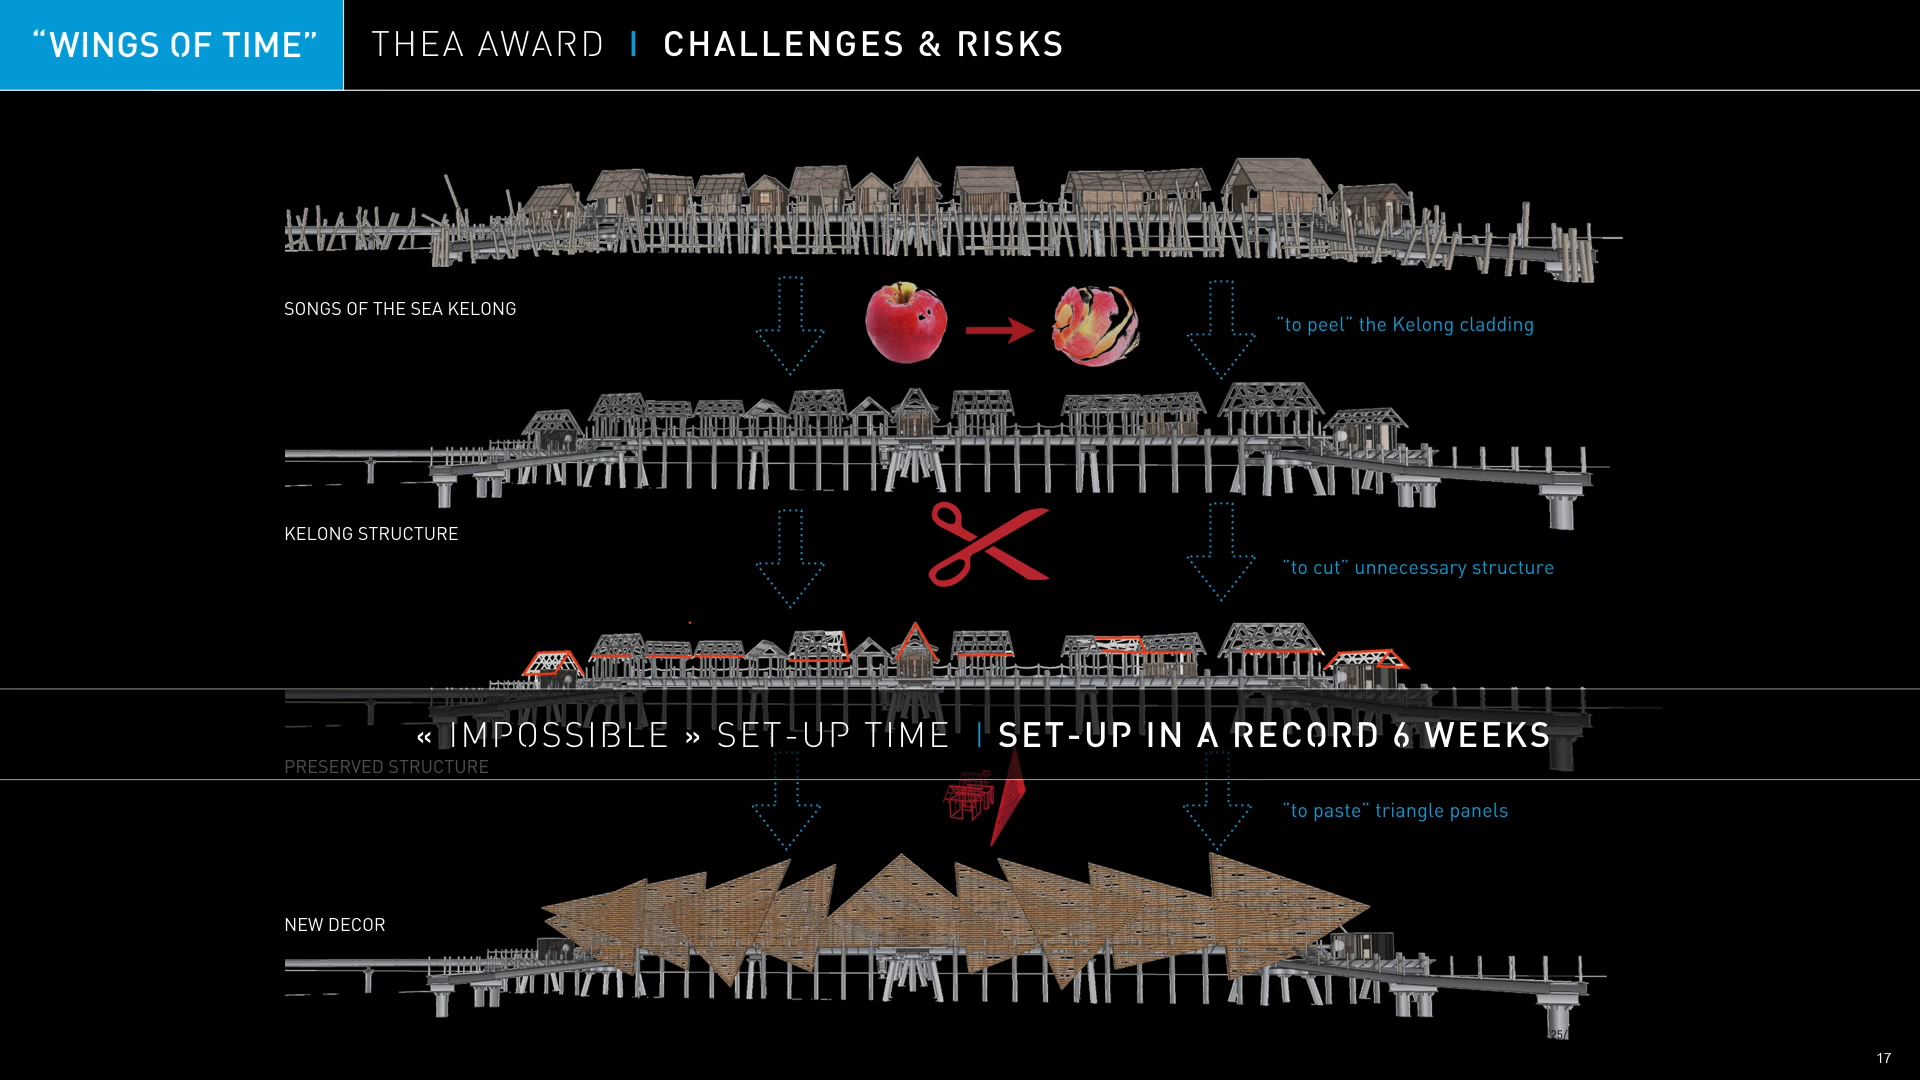 “WINGS OF TIME”
THEA AWARD | CHALLENGES & RISKS
SONGS OF THE SEA KELONG
”to peel” the Kelong cladding
KELONG STRUCTURE
”to cut” unnecessary structure
« IMPOSSIBLE » SET-UP TIME | SET-UP IN A RECORD 6 WEEKS
PRESERVED STRUCTURE
”to paste” triangle panels
NEW DECOR
25/
17